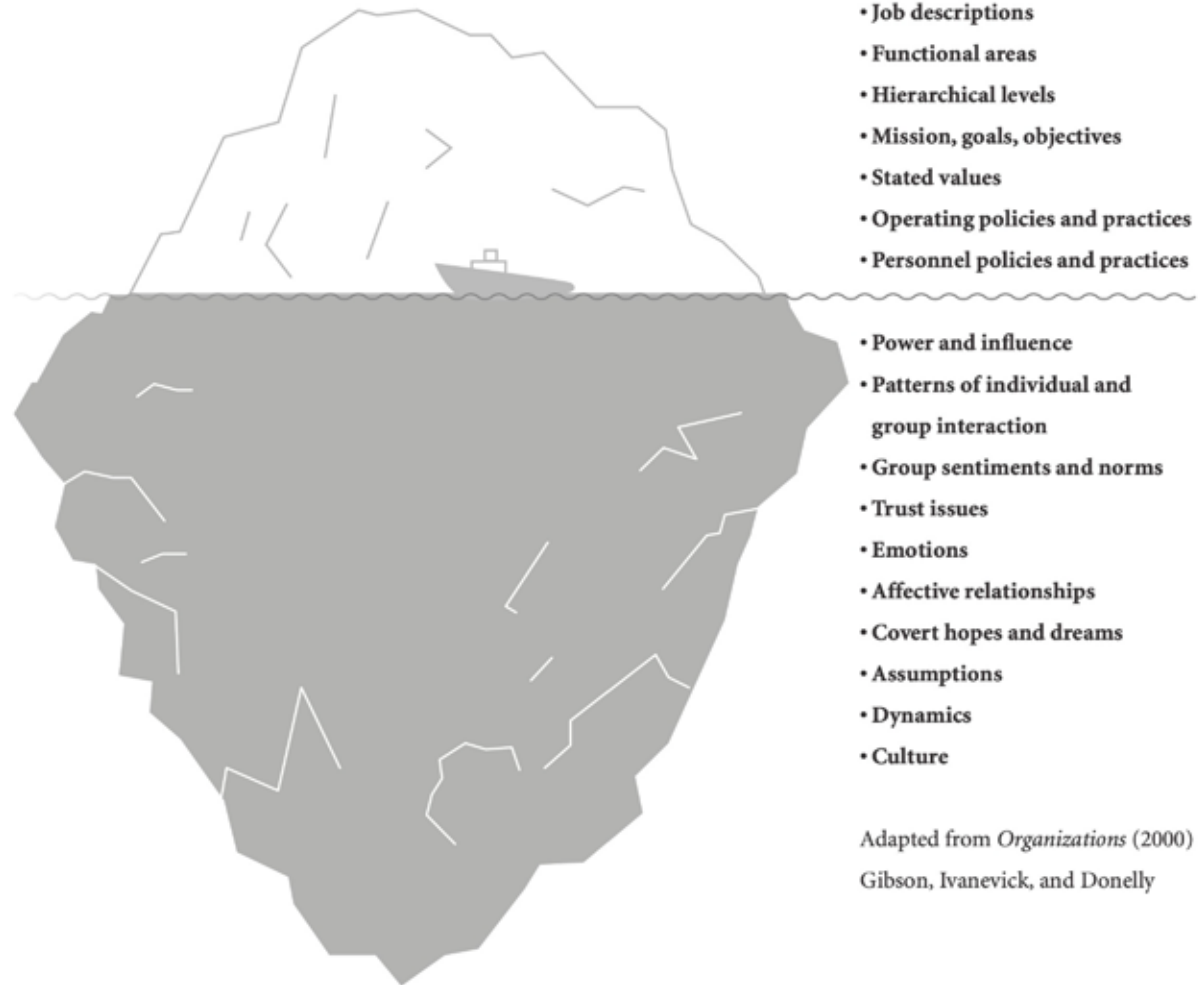 • Job descriptions
• Functional areas
• Hierarchical levels
• Mission, goals, objectives
• Stated values
• Operating policies and practices
• Personnel policies and practices
• Power and influence
• Patterns of individual and
group interaction
• Group sentiments and norms
• Trust issues
• Emotions
• Affective relationships
• Covert hopes and dreams
• Assumptions
• Dynamics
• Culture
Adapted from Organizations (2000)
Gibson, Ivanevick, and Donelly